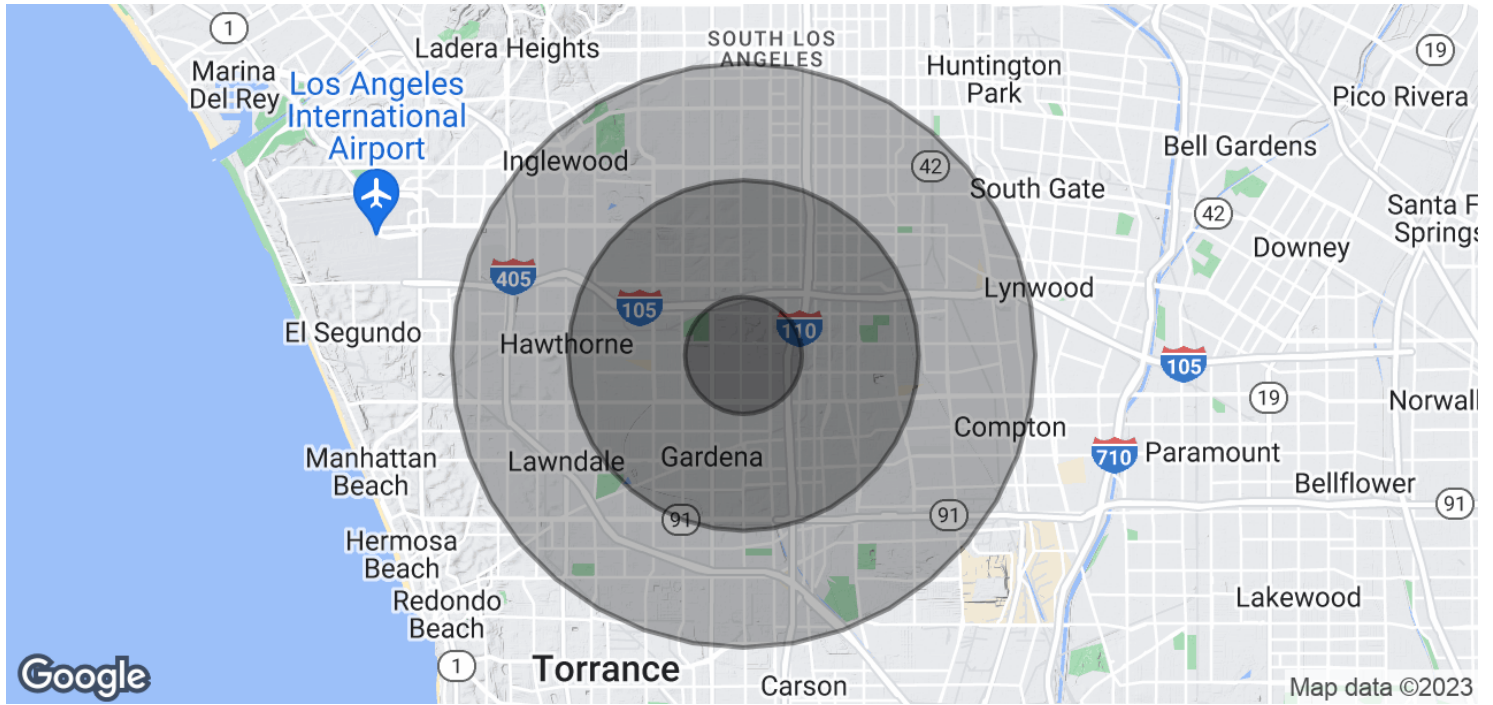 1
Ladera Heights
SOUTH LOS
ANGELES
19
Marina
Del Rey
Los Angeles
International
Airport
Huntington
Park
Pico Rivera
Inglewood
42
Bell Gardens
South Gate
42
Santa F
Springs
Downey
405
105
Lynwood
110
El Segundo
Hawthorne
105
19
Norwall
Compton
Manhattan
Beach
Lawndale
Gardena
710
Paramount
Bellflower
91
91
91
Hermosa
Beach
Redondo
Beach
Lakewood
1
Torrance
Carson
Google
Map data ©2023